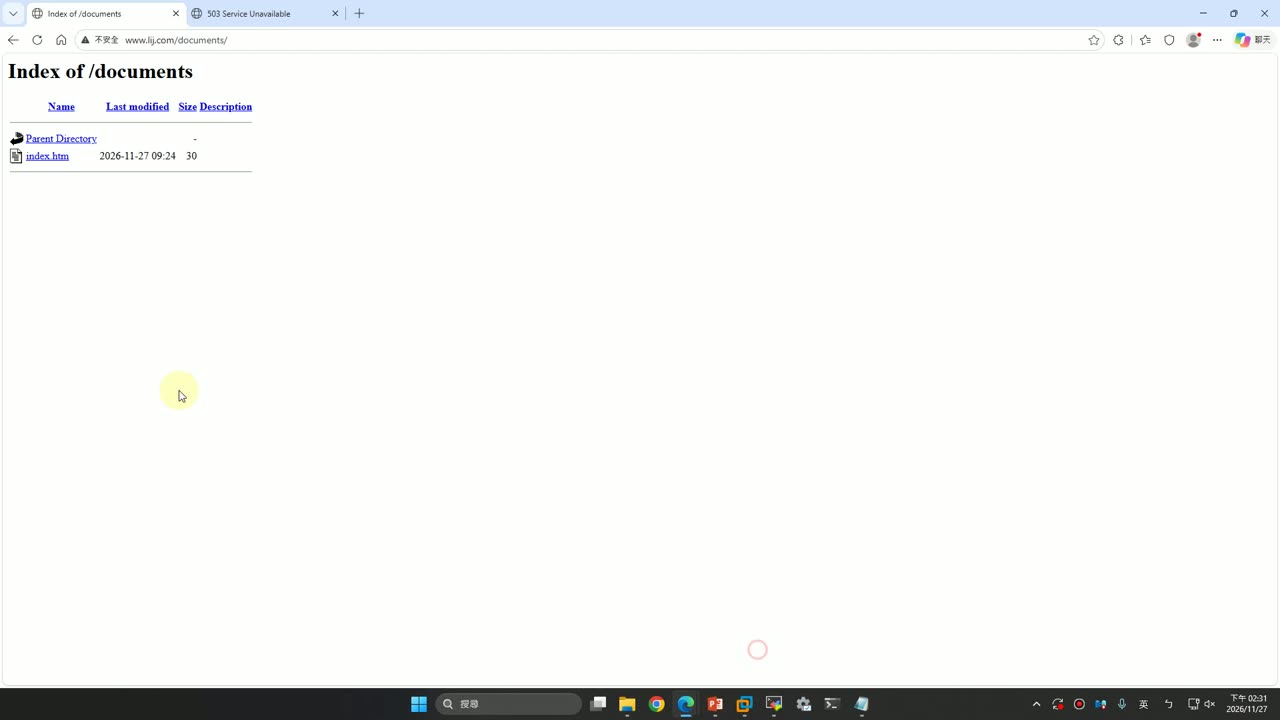 Index of /documents
503 Service Unavailable
不安全 www.lij.com/documents/
聊天
Index of /documents
Name Last modified Size Description
Parent Directory -
index.htm 2026-11-27 09:24 30
搜尋
英
ㄅ
下午 02:31
2026/11/27